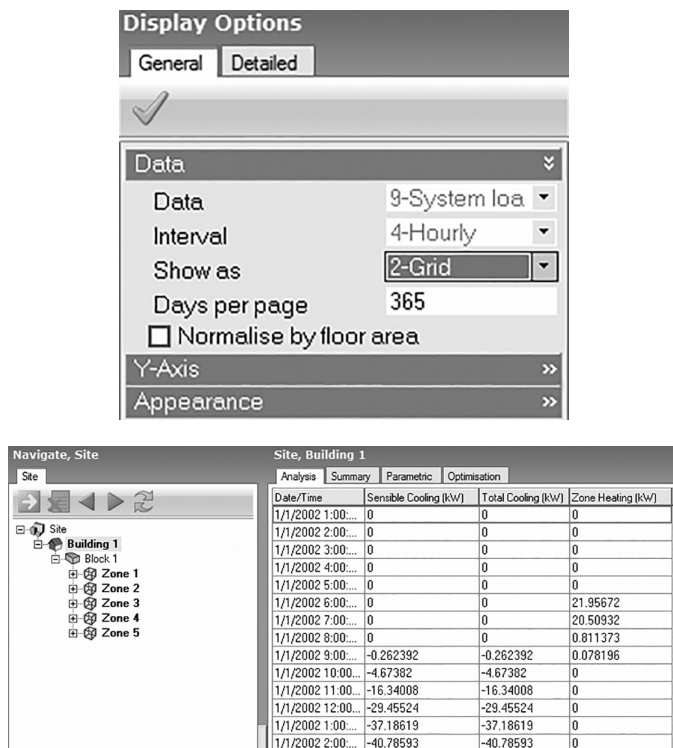 Display Options
General Detailed
Data
Data 9-System loa
Interval 4-Hourly
Show as 2-Grid
Days per page 365
Normalise by floor area
Y-Axis
Appearance
Navigate, Site Site, Building 1
Site Analysis Summary Parametric Optimisation
Date/Time Sensible Cooling (kW) Total Cooling (kW) Zone Heating (kW)
Site
Building 1
Block 1
Zone 1
Zone 2
Zone 3
Zone 4
Zone 5
1/1/2002 1:00:... 0 0 0
1/1/2002 2:00:... 0 0 0
1/1/2002 3:00:... 0 0 0
1/1/2002 4:00:... 0 0 0
1/1/2002 5:00:... 0 0 0
1/1/2002 6:00:... 0 0 21.95672
1/1/2002 7:00:... 0 0 20.50932
1/1/2002 8:00:... 0 0 0.811373
1/1/2002 9:00:... -0.262392 -0.262392 0.078196
1/1/2002 10:00... -4.67382 -4.67382 0
1/1/2002 11:00... -16.34008 -16.34008 0
1/1/2002 12:00... -29.45524 -29.45524 0
1/1/2002 1:00:... -37.18619 -37.18619 0
1/1/2002 2:00:... -40.78593 -40.78593 0